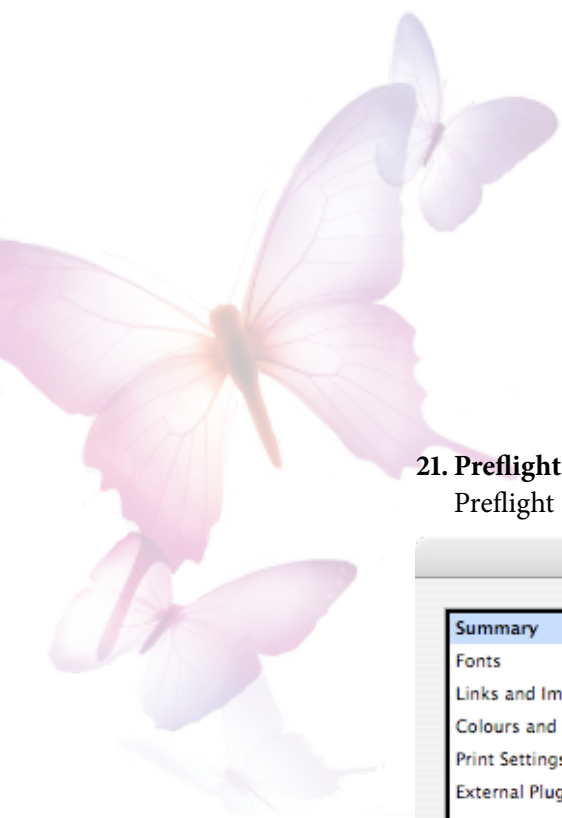 21. Preflight
Preflight
Summary
Fonts
Links and Im
Colours and
Print Settings
External Plug